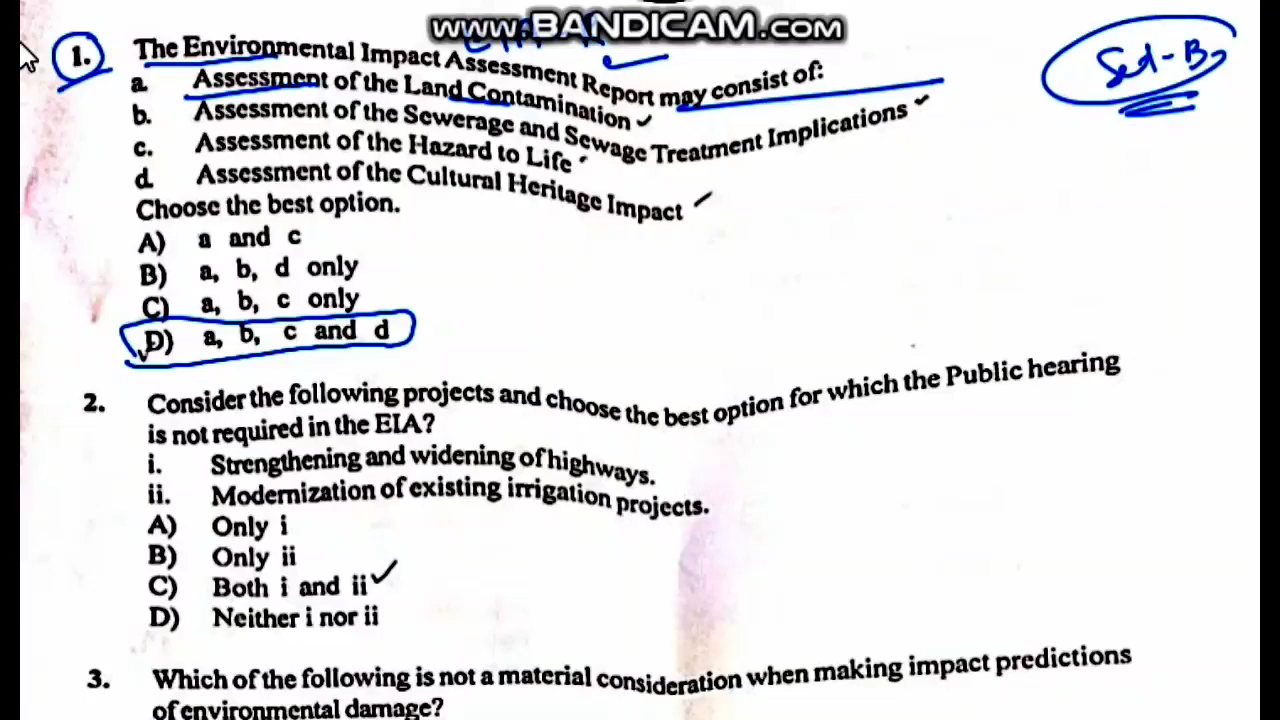 www.BANDICAM.com
Set-B
1. The Environmental Impact Assessment Report may consist of:
a. Assessment of the Land Contamination
b. Assessment of the Sewerage and Sewage Treatment Implications
c. Assessment of the Hazard to Life
d. Assessment of the Cultural Heritage Impact
Choose the best option.
A) a and c
B) a, b, d only
C) a, b, c only
D) a, b, c and d
2. Consider the following projects and choose the best option for which the Public hearing
is not required in the EIA?
i. Strengthening and widening of highways.
ii. Modernization of existing irrigation projects.
A) Only i
B) Only ii
C) Both i and ii
D) Neither i nor ii
3. Which of the following is not a material consideration when making impact predictions
of environmental damage?